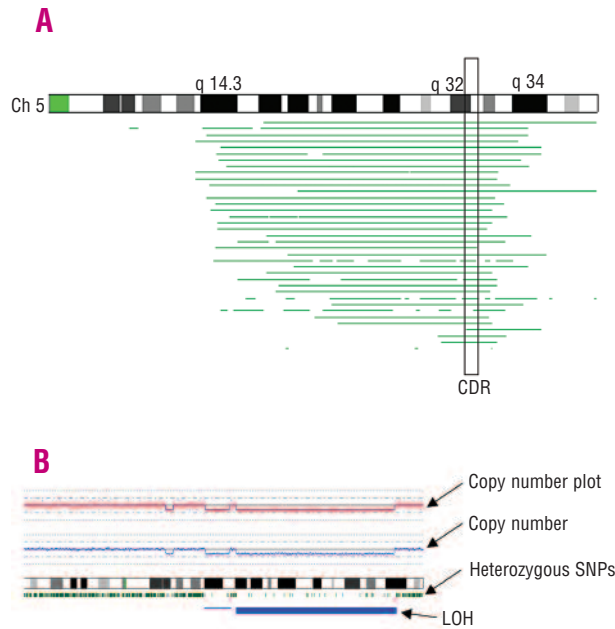 A
q 14.3
q 32
q 34
Ch 5
CDR
B
Copy number plot
Copy number
Heterozygous SNPs
LOH